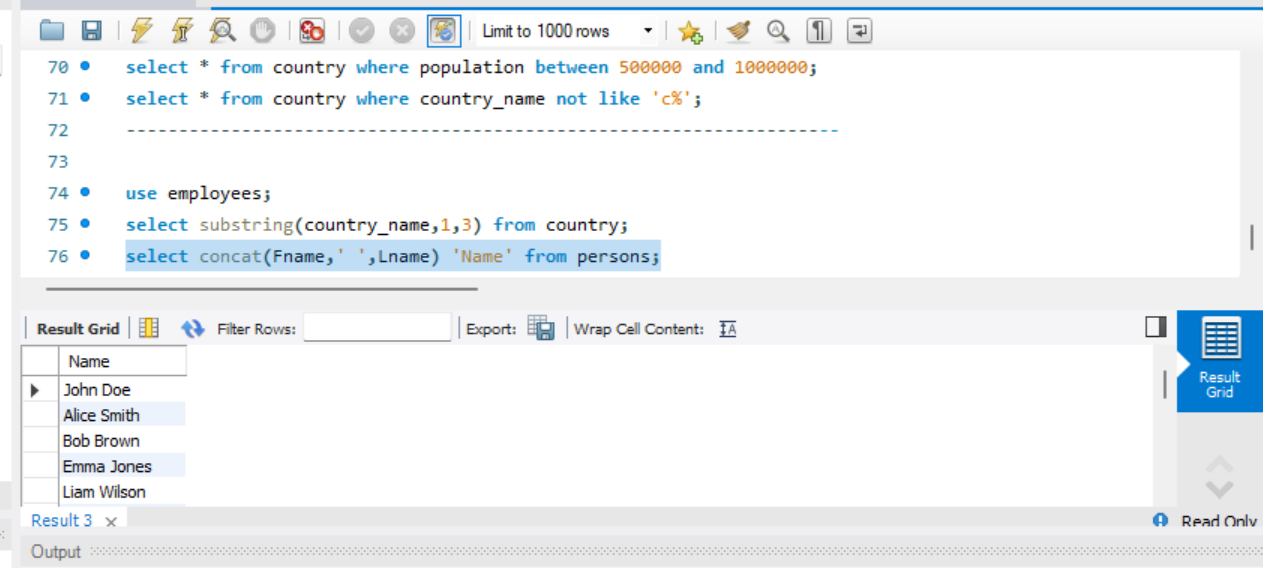 Limit to 1000 rows
70 select * from country where population between 500000 and 1000000;
71 select * from country where country_name not like 'c%';
72 --------------------------------------------------------------------
73
74 use employees;
75 select substring(country_name,1,3) from country;
76 select concat(Fname,' ',Lname) 'Name' from persons;
Result Grid Filter Rows: Export: Wrap Cell Content:
Name
John Doe
Alice Smith
Bob Brown
Emma Jones
Liam Wilson
Result
Grid
Result 3 Read Only
Output